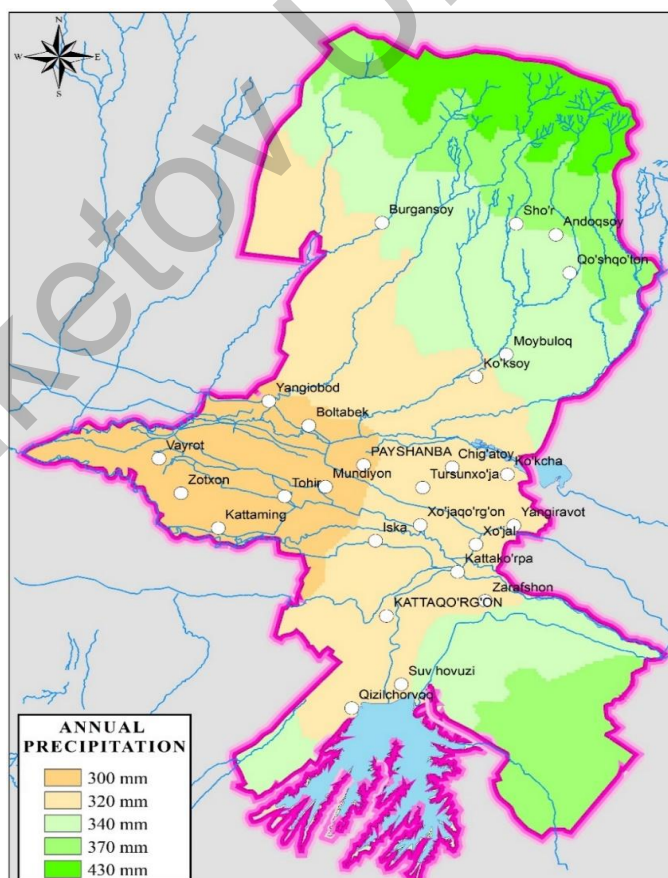 N
W E
S
Burgansoy
Sho'r
Andoqsoy
Qo'shqo'ton
Moybuloq
Ko'ksoy
Yangiobod
Boltabek
PAYSHANBA
Chig'atoy
Ko'kcha
Vayrot
Mundiyon
Tursunxo'ja
Zotxon
Tohir
Kattaming
Xo'jaqo'rg'on
Yangiravot
Iska
Xo'jal
Kattako'rpa
Zarafshon
KATTAQO'RG'ON
Suv hovuzi
Qizilchorvoq
ANNUAL
PRECIPITATION
300 mm
320 mm
340 mm
370 mm
430 mm